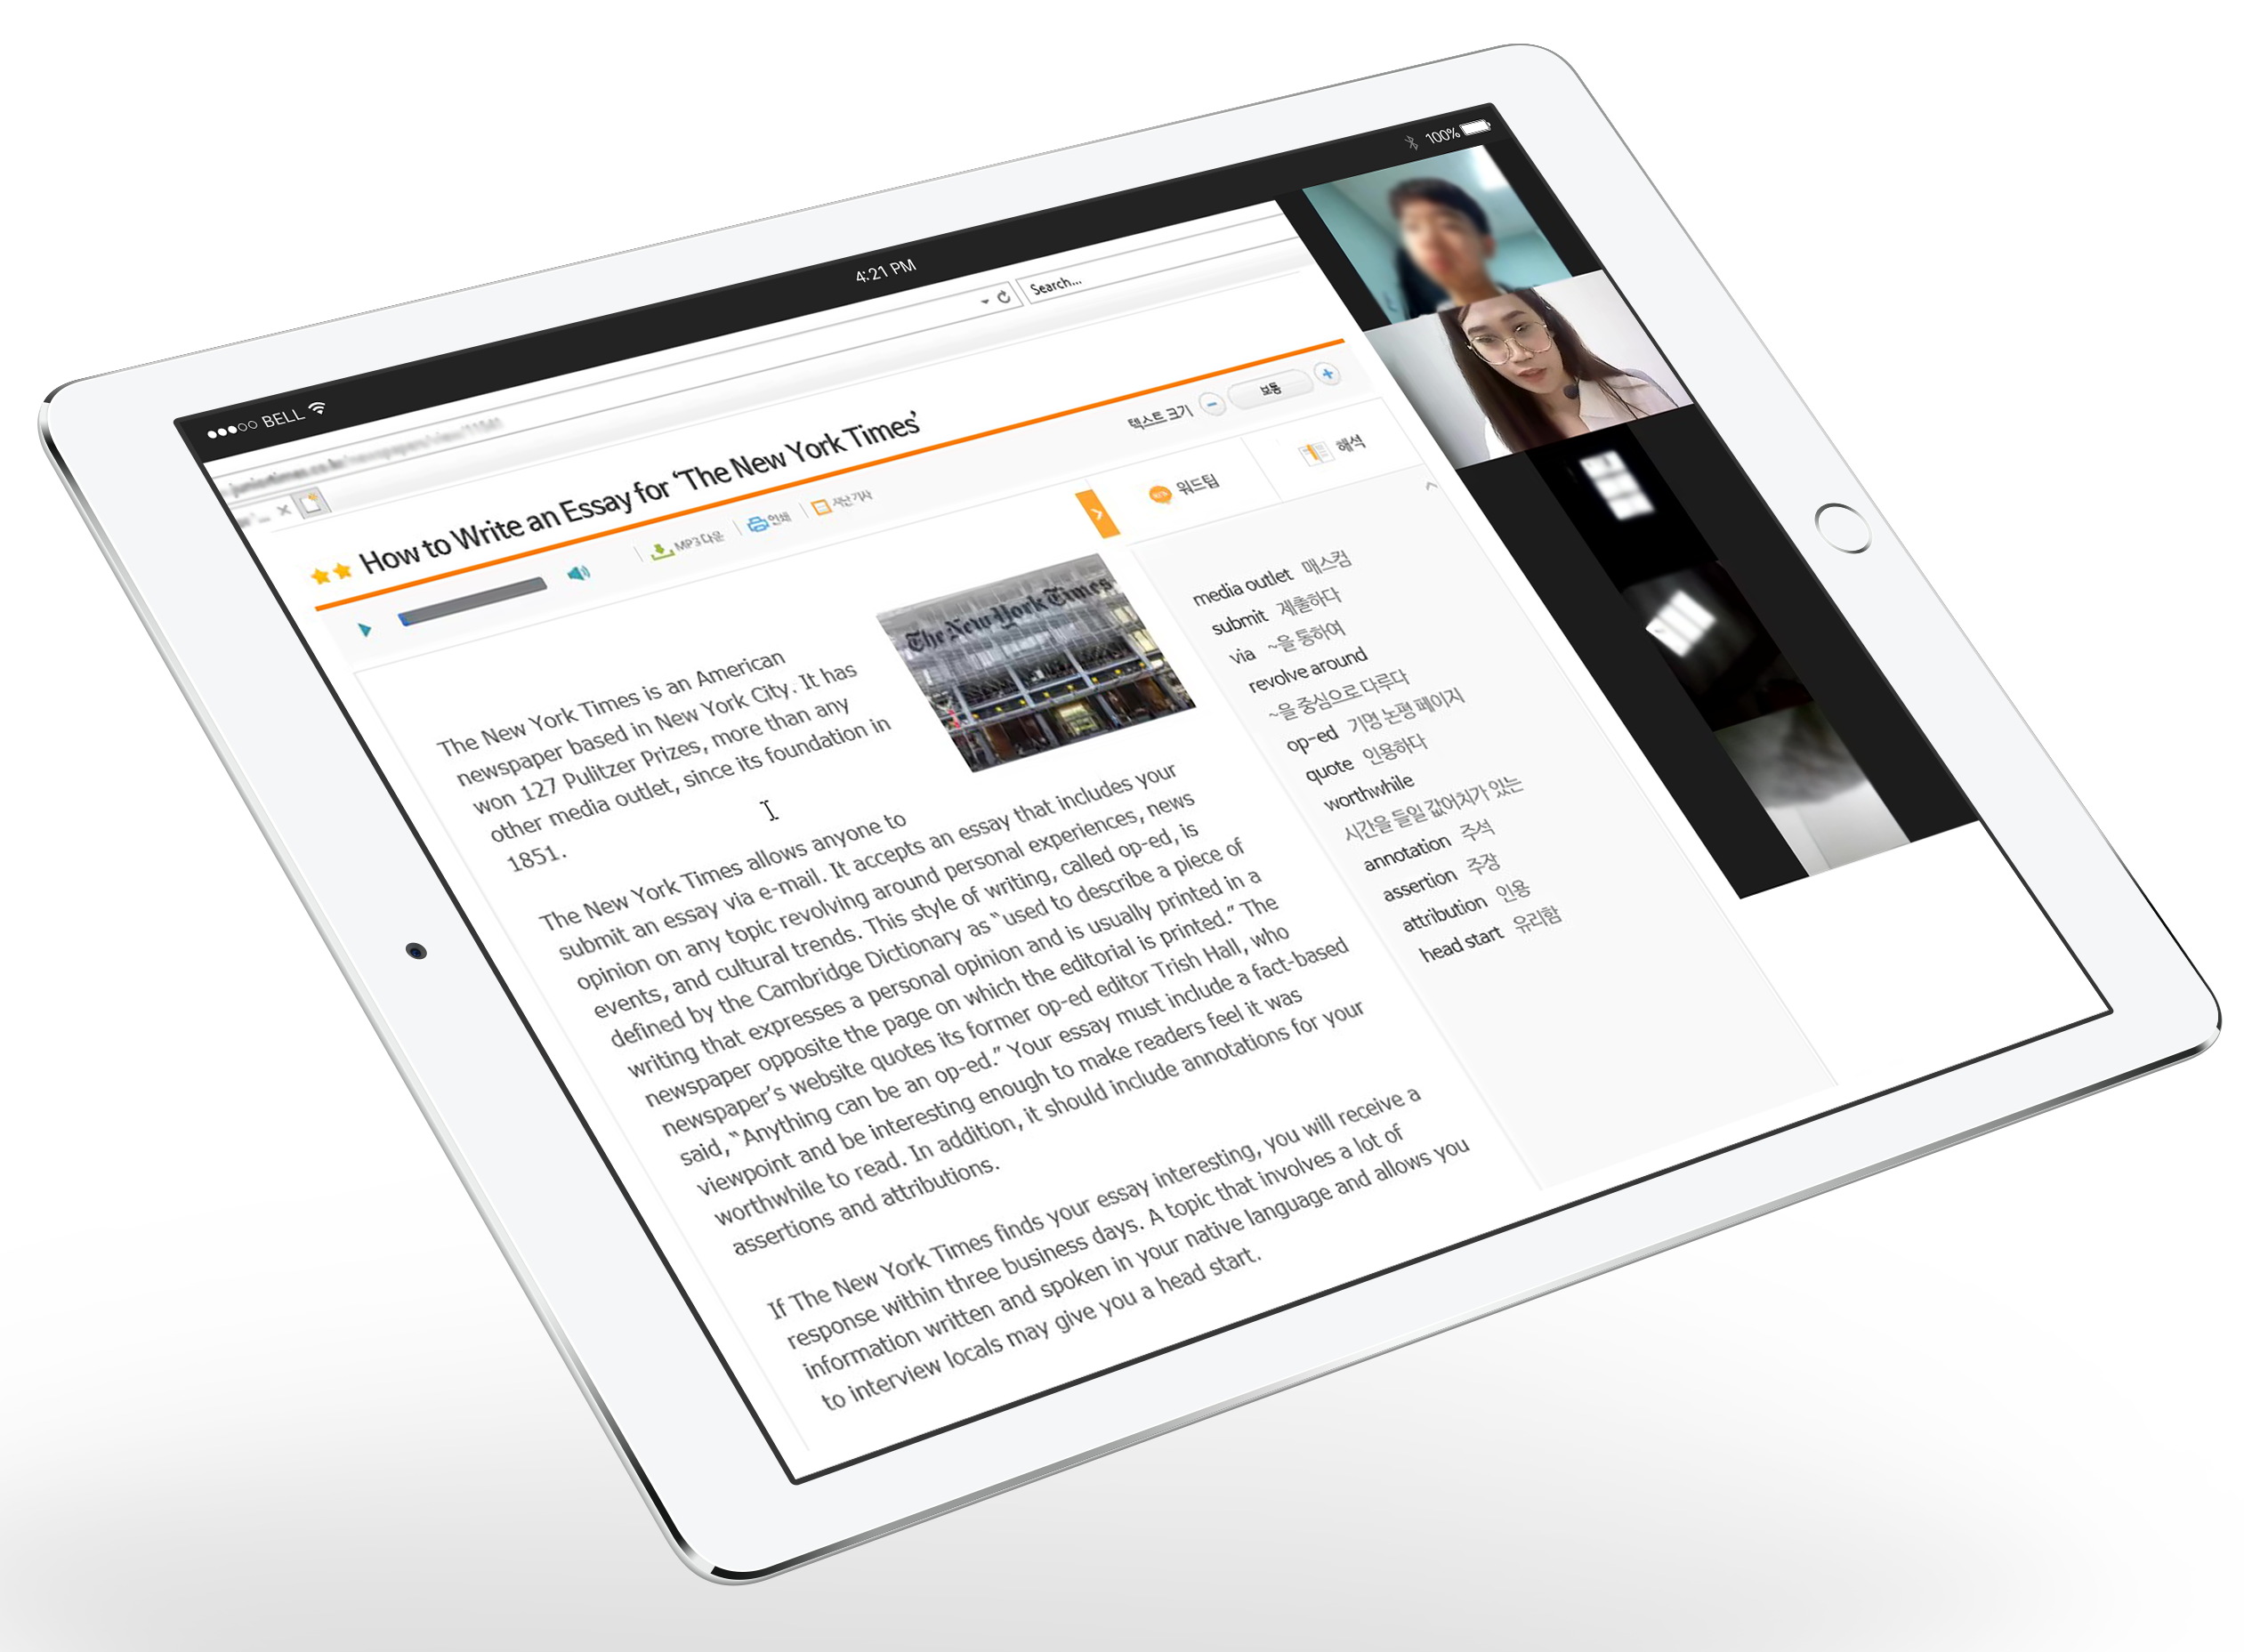 BELL
4:21 PM
100%
Search...
How to Write an Essay for ‘The New York Times’
텍스트 크기
보통
MP3 다운
인쇄
지난 기사
워드팁
해석
The New York Times
The New York Times is an American
newspaper based in New York City. It has
won 127 Pulitzer Prizes, more than any
other media outlet, since its foundation in
1851.
The New York Times allows anyone to
submit an essay via e-mail. It accepts an essay that includes your
opinion on any topic revolving around personal experiences, news
events, and cultural trends. This style of writing, called op-ed, is
defined by the Cambridge Dictionary as “used to describe a piece of
writing that expresses a personal opinion and is usually printed in a
newspaper opposite the page on which the editorial is printed.” The
newspaper’s website quotes its former op-ed editor Trish Hall, who
said, “Anything can be an op-ed.” Your essay must include a fact-based
viewpoint and be interesting enough to make readers feel it was
worthwhile to read. In addition, it should include annotations for your
assertions and attributions.
If The New York Times finds your essay interesting, you will receive a
response within three business days. A topic that involves a lot of
information written and spoken in your native language and allows you
to interview locals may give you a head start.
media outlet 매스컴
submit 제출하다
via ~을 통하여
revolve around
~을 중심으로 다루다
op-ed 기명 논평 페이지
quote 인용하다
worthwhile
시간을 들일 값어치가 있는
annotation 주석
assertion 주장
attribution 인용
head start 유리함